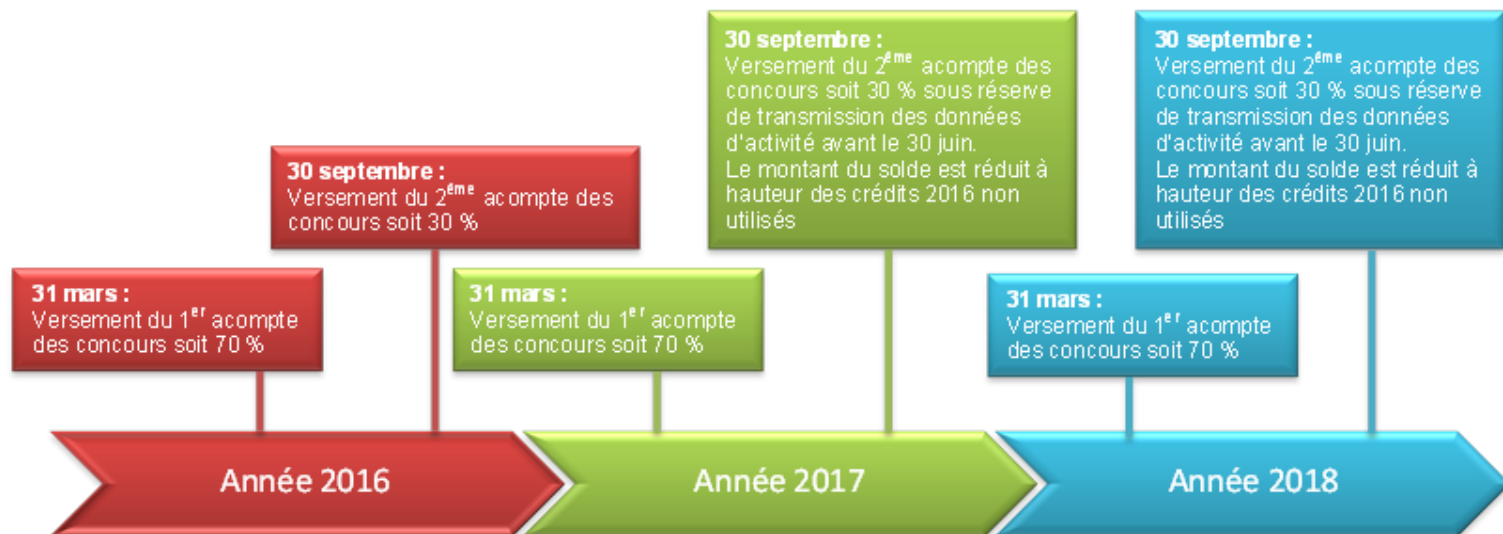 31 mars :
Versement du 1er acompte
des concours soit 70 %
30 septembre :
Versement du 2ème acompte des
concours soit 30 %
31 mars :
Versement du 1er acompte
des concours soit 70 %
30 septembre :
Versement du 2ème acompte des
concours soit 30 % sous réserve
de transmission des données
d'activité avant le 30 juin.
Le montant du solde est réduit à
hauteur des crédits 2016 non
utilisés
31 mars :
Versement du 1er acompte
des concours soit 70 %
30 septembre :
Versement du 2ème acompte des
concours soit 30 % sous réserve
de transmission des données
d'activité avant le 30 juin.
Le montant du solde est réduit à
hauteur des crédits 2016 non
utilisés
Année 2016
Année 2017
Année 2018